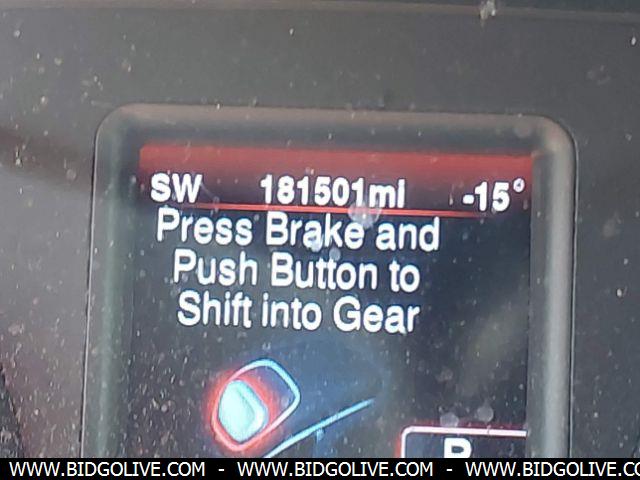 SW 181501mi -15°
Press Brake and
Push Button to
Shift into Gear
P
WWW.BIDGOLIVE.COM - WWW.BIDGOLIVE.COM - WWW.BIDGOLIVE.COM -